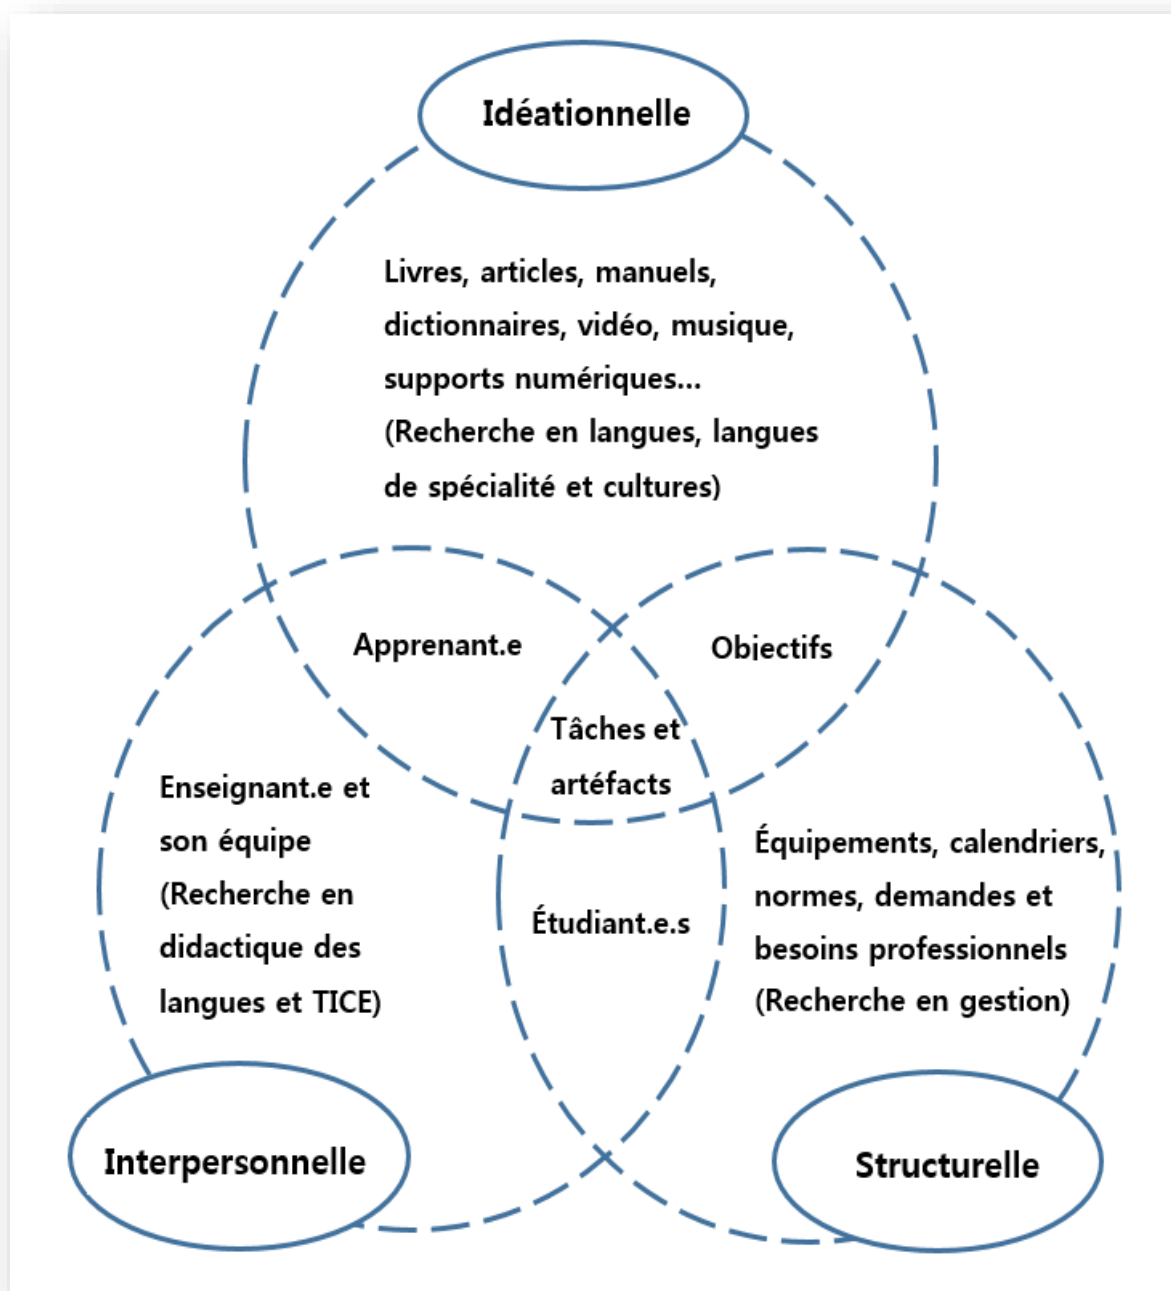 Idéationnelle
Livres, articles, manuels,
dictionnaires, vidéo, musique,
supports numériques...
(Recherche en langues, langues
de spécialité et cultures)
Apprenant.e
Objectifs
Tâches et
artéfacts
Enseignant.e et
son équipe
(Recherche en
didactique des
langues et TICE)
Étudiant.e.s
Équipements, calendriers,
normes, demandes et
besoins professionnels
(Recherche en gestion)
Interpersonnelle
Structurelle